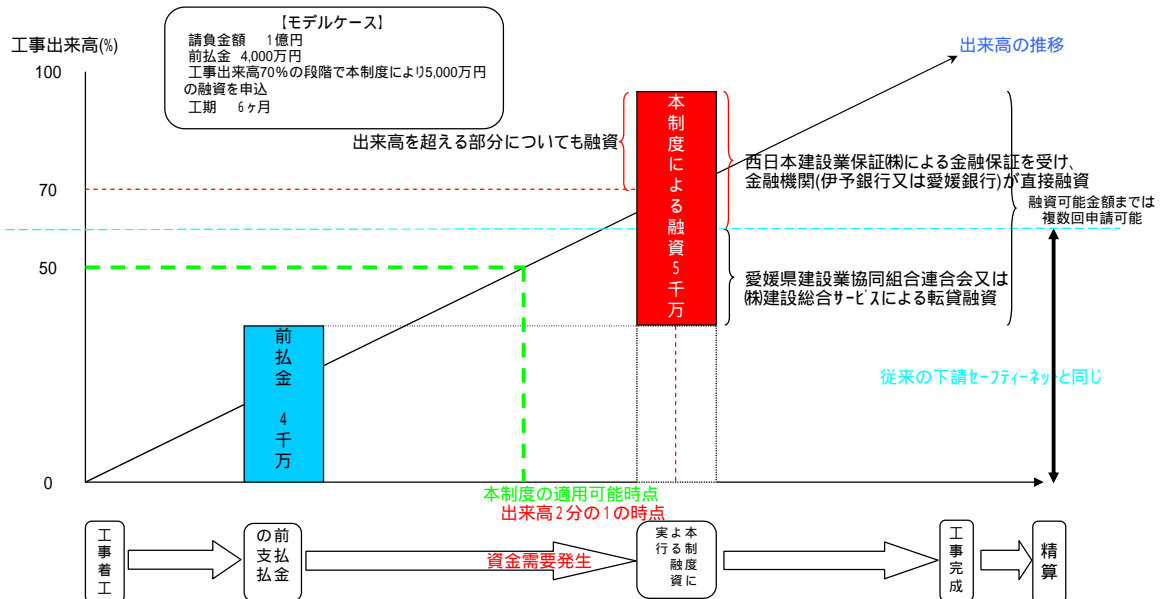 【モデルケース】
請負金額 1億円
前払金 4,000万円
工事出来高70%の段階で本制度により5,000万円
の融資を申込
工期 6ヶ月
工事出来高(%)
出来高の推移
100
70
50
0
出来高を超える部分についても融資
本制度による融資5千万
西日本建設業保証㈱による金融保証を受け、
金融機関(伊予銀行又は愛媛銀行)が直接融資
融資可能金額までは
複数回申請可能
愛媛県建設業協同組合連合会又は
㈱建設総合サービスによる転貸融資
前払金 4千万
従来の下請セーフティーネットと同じ
本制度の適用可能時点
出来高2分の1の時点
工事着工
前払金
の支払
資金需要発生
本制度に
よる融資
実行
工事完成
精算